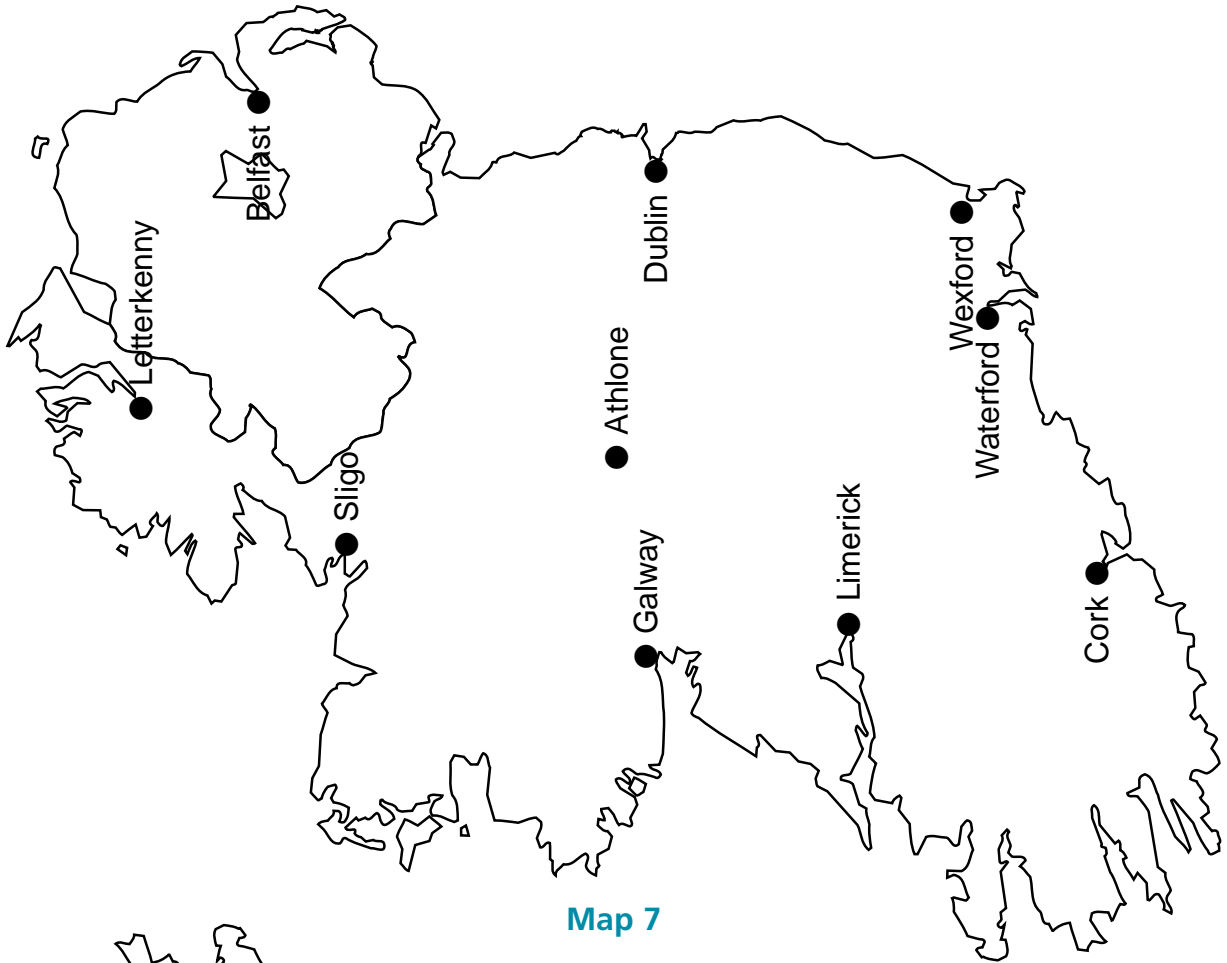 Belfast
Letterkenny
Sligo
Dublin
Athlone
Galway
Limerick
Wexford
Waterford
Cork
Map 7